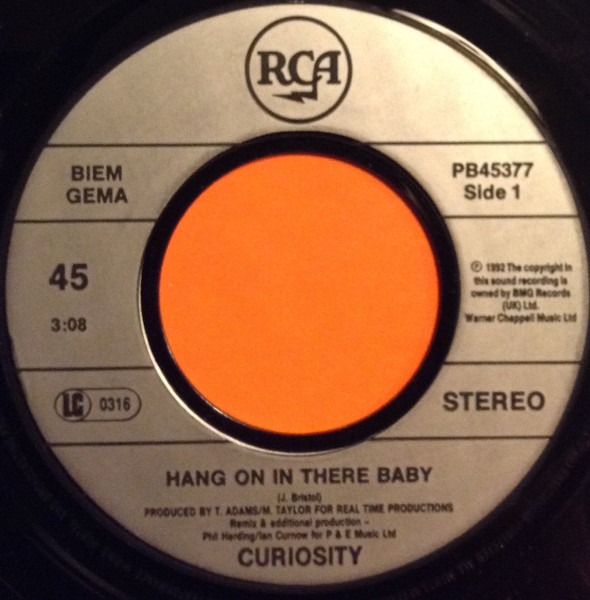 RCA
BIEM
GEMA
PB45377
Side 1
45
3:08
℗ 1992 The copyright in
this sound recording is
owned by BMG Records
(UK) Ltd.
Warner Chappell Music Ltd
LC 0316
STEREO
HANG ON IN THERE BABY
(J. Bristol)
PRODUCED BY T. ADAMS/M. TAYLOR FOR REAL TIME PRODUCTIONS
Remix & additional production –
Phil Harding/Ian Curnow for P & E Music Ltd
CURIOSITY